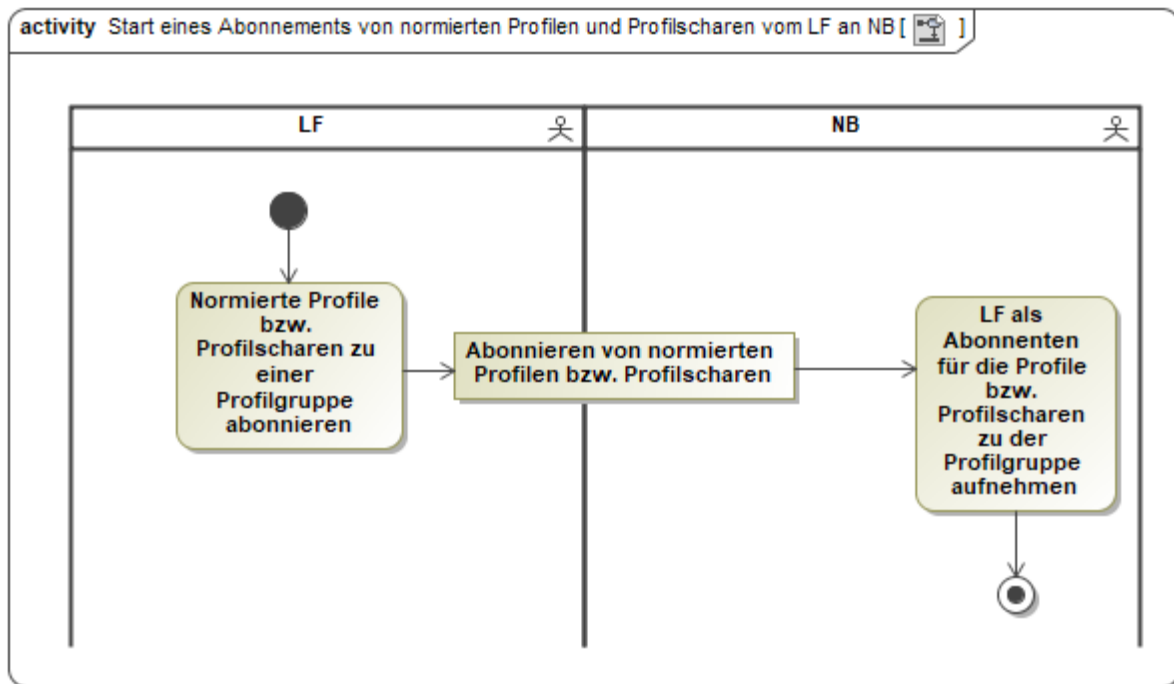 activity Start eines Abonnements von normierten Profilen und Profilscharen vom LF an NB [ ]
LF
NB
Normierte Profile
bzw.
Profilscharen zu
einer
Profilgruppe
abonnieren
Abonnieren von normierten
Profilen bzw. Profilscharen
LF als
Abonnenten
für die Profile
bzw.
Profilscharen
zu der
Profilgruppe
aufnehmen